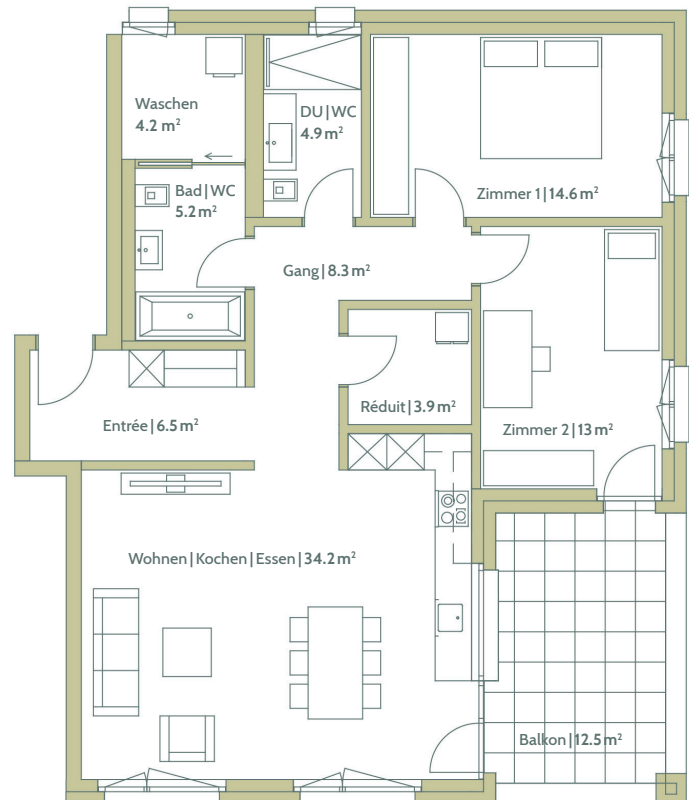 Waschen
4.2 m²
DU|WC
4.9 m²
Bad|WC
5.2 m²
Zimmer 1|14.6 m²
Gang|8.3 m²
Réduit|3.9 m²
Entrée|6.5 m²
Zimmer 2|13 m²
Wohnen|Kochen|Essen|34.2 m²
Balkon|12.5 m²